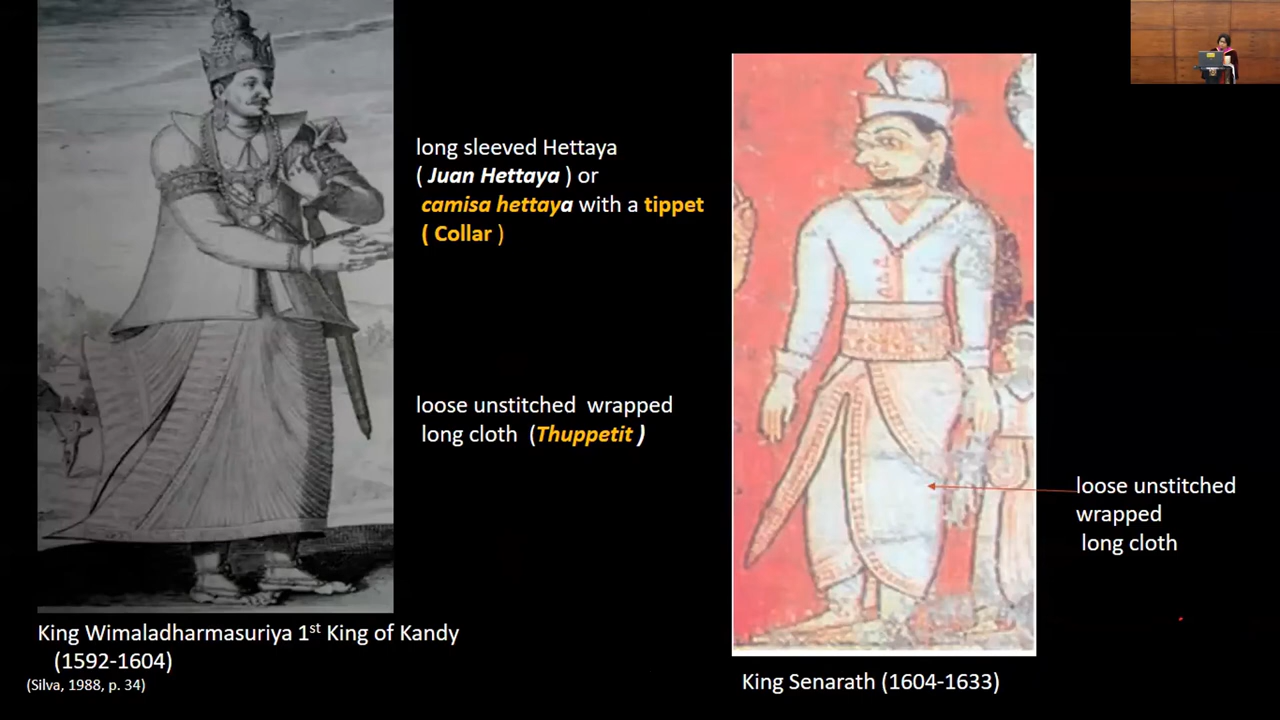 long sleeved Hettaya
( Juan Hettaya ) or
camisa hettaya with a tippet
( Collar )
loose unstitched wrapped
long cloth (Thuppetit )
King Wimaladharmasuriya 1st King of Kandy
(1592-1604)
(Silva, 1988, p. 34)
loose unstitched
wrapped
long cloth
King Senarath (1604-1633)